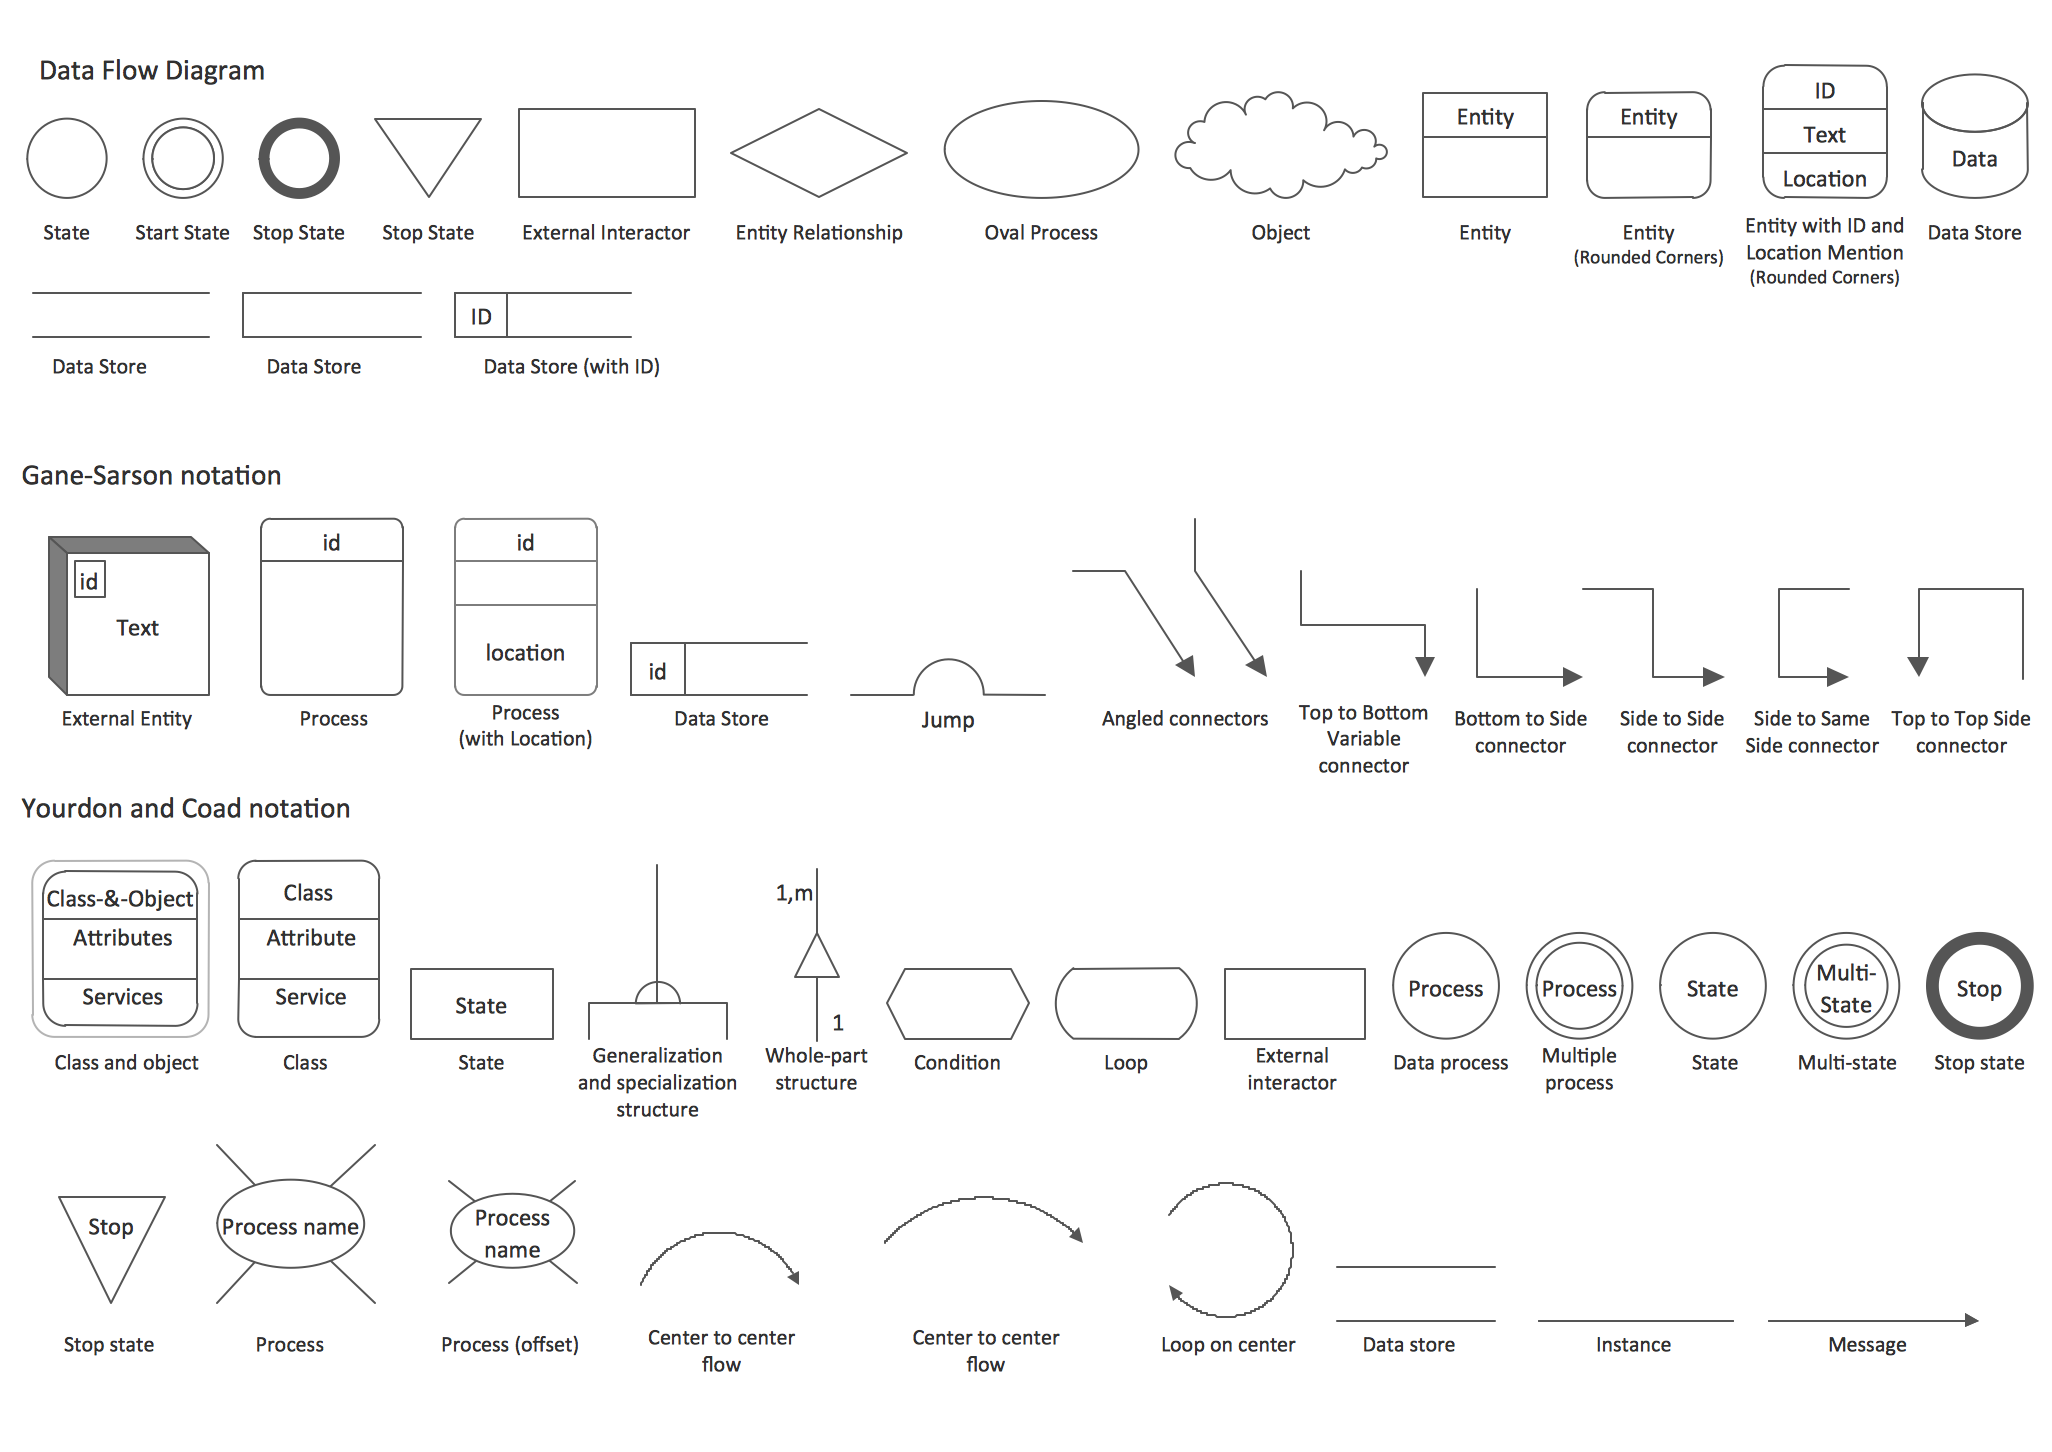 Data Flow Diagram
Entity
Entity
ID
Text
Location
Data
State
Start State
Stop State
Stop State
External Interactor
Entity Relationship
Oval Process
Object
Entity
Entity
(Rounded Corners)
Entity with ID and
Location Mention
(Rounded Corners)
Data Store
ID
Data Store
Data Store
Data Store (with ID)
Gane-Sarson notation
id
Text
id
id
location
id
External Entity
Process
Process
(with Location)
Data Store
Jump
Angled connectors
Top to Bottom
Variable
connector
Bottom to Side
connector
Side to Side
connector
Side to Same
Side connector
Top to Top Side
connector
Yourdon and Coad notation
Class-&-Object
Attributes
Services
Class
Attribute
Service
State
1,m
1
Process
Process
State
Multi-
State
Stop
Class and object
Class
State
Generalization
and specialization
structure
Whole-part
structure
Condition
Loop
External
interactor
Data process
Multiple
process
State
Multi-state
Stop state
Stop
Process name
Process
name
Stop state
Process
Process (offset)
Center to center
flow
Center to center
flow
Loop on center
Data store
Instance
Message